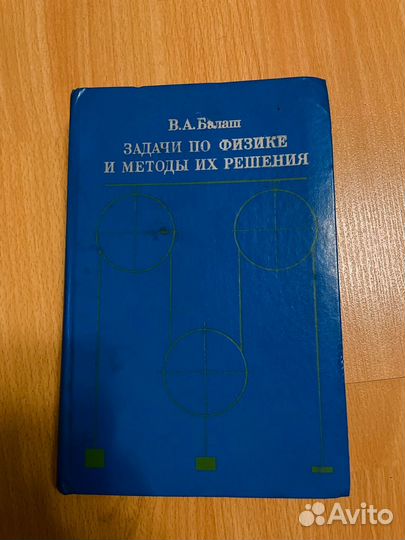 В.А.Балаш
ЗАДАЧИ ПО ФИЗИКЕ
И МЕТОДЫ ИХ РЕШЕНИЯ
Avito